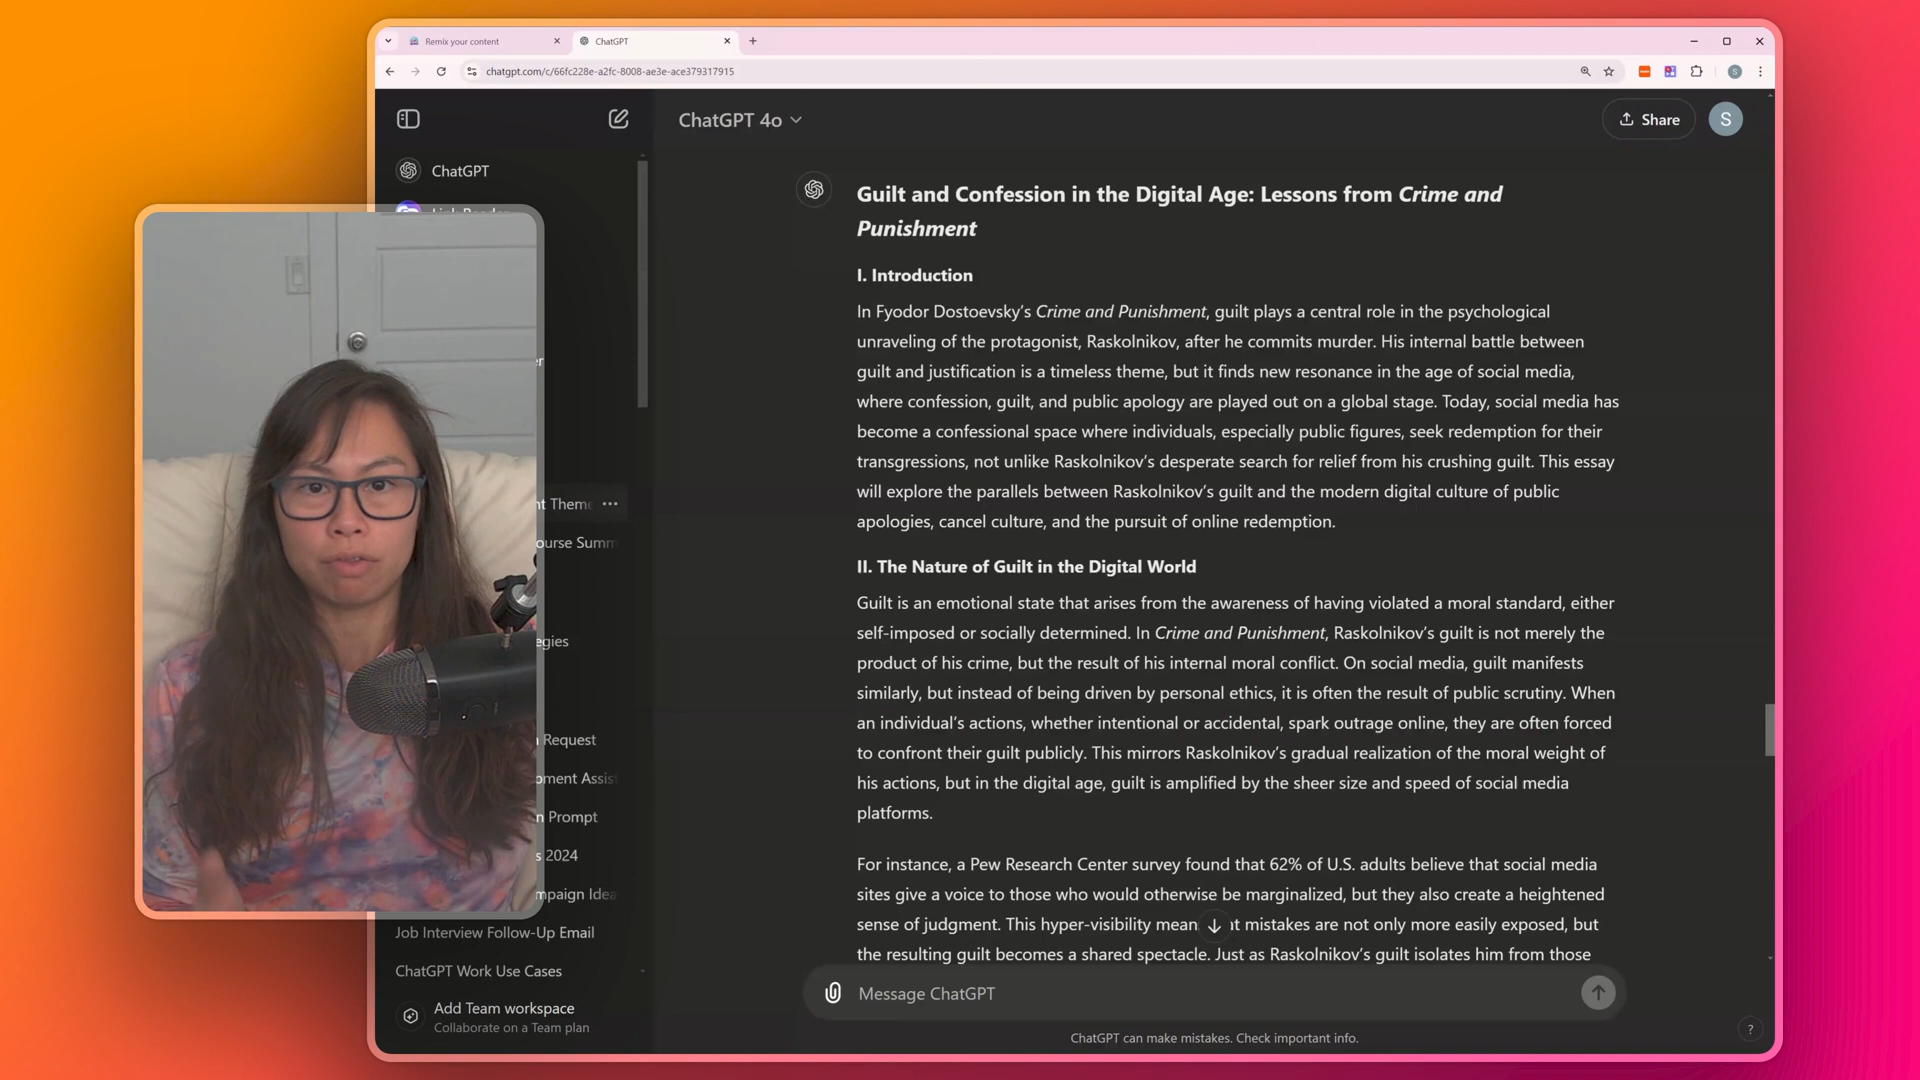 Remix your content
ChatGPT
chatgpt.com/c/66fc228e-a2fc-8008-ae3e-ace379317915
ChatGPT 4o
Share
S
ChatGPT
nt Theme
ourse Summ
egies
n Request
pment Assist
n Prompt
s 2024
mpaign Idea
Job Interview Follow-Up Email
ChatGPT Work Use Cases
Add Team workspace
Collaborate on a Team plan
Guilt and Confession in the Digital Age: Lessons from Crime and
Punishment
I. Introduction
In Fyodor Dostoevsky's Crime and Punishment, guilt plays a central role in the psychological
unraveling of the protagonist, Raskolnikov, after he commits murder. His internal battle between
guilt and justification is a timeless theme, but it finds new resonance in the age of social media,
where confession, guilt, and public apology are played out on a global stage. Today, social media has
become a confessional space where individuals, especially public figures, seek redemption for their
transgressions, not unlike Raskolnikov's desperate search for relief from his crushing guilt. This essay
will explore the parallels between Raskolnikov's guilt and the modern digital culture of public
apologies, cancel culture, and the pursuit of online redemption.
II. The Nature of Guilt in the Digital World
Guilt is an emotional state that arises from the awareness of having violated a moral standard, either
self-imposed or socially determined. In Crime and Punishment, Raskolnikov's guilt is not merely the
product of his crime, but the result of his internal moral conflict. On social media, guilt manifests
similarly, but instead of being driven by personal ethics, it is often the result of public scrutiny. When
an individual's actions, whether intentional or accidental, spark outrage online, they are often forced
to confront their guilt publicly. This mirrors Raskolnikov's gradual realization of the moral weight of
his actions, but in the digital age, guilt is amplified by the sheer size and speed of social media
platforms.
For instance, a Pew Research Center survey found that 62% of U.S. adults believe that social media
sites give a voice to those who would otherwise be marginalized, but they also create a heightened
sense of judgment. This hyper-visibility mean t mistakes are not only more easily exposed, but
the resulting guilt becomes a shared spectacle. Just as Raskolnikov's guilt isolates him from those
Message ChatGPT
ChatGPT can make mistakes. Check important info.
?